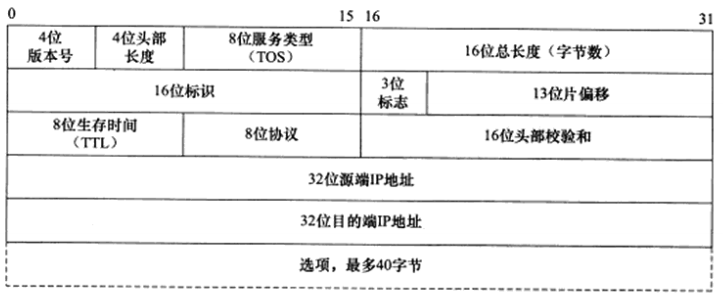 0 15 16 31
4位 4位头部 8位服务类型 16位总长度（字节数）
版本号 长度 （TOS）
16位标识 3位 13位片偏移
标志
8位生存时间 8位协议 16位头部校验和
（TTL）
32位源端IP地址
32位目的端IP地址
选项，最多40字节